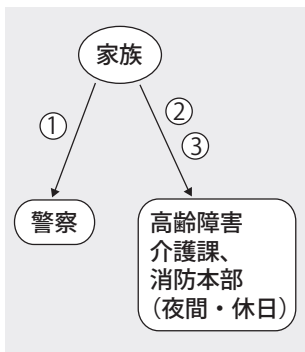 家族
①
②
③
警察
高齢障害
介護課、
消防本部
（夜間・休日）